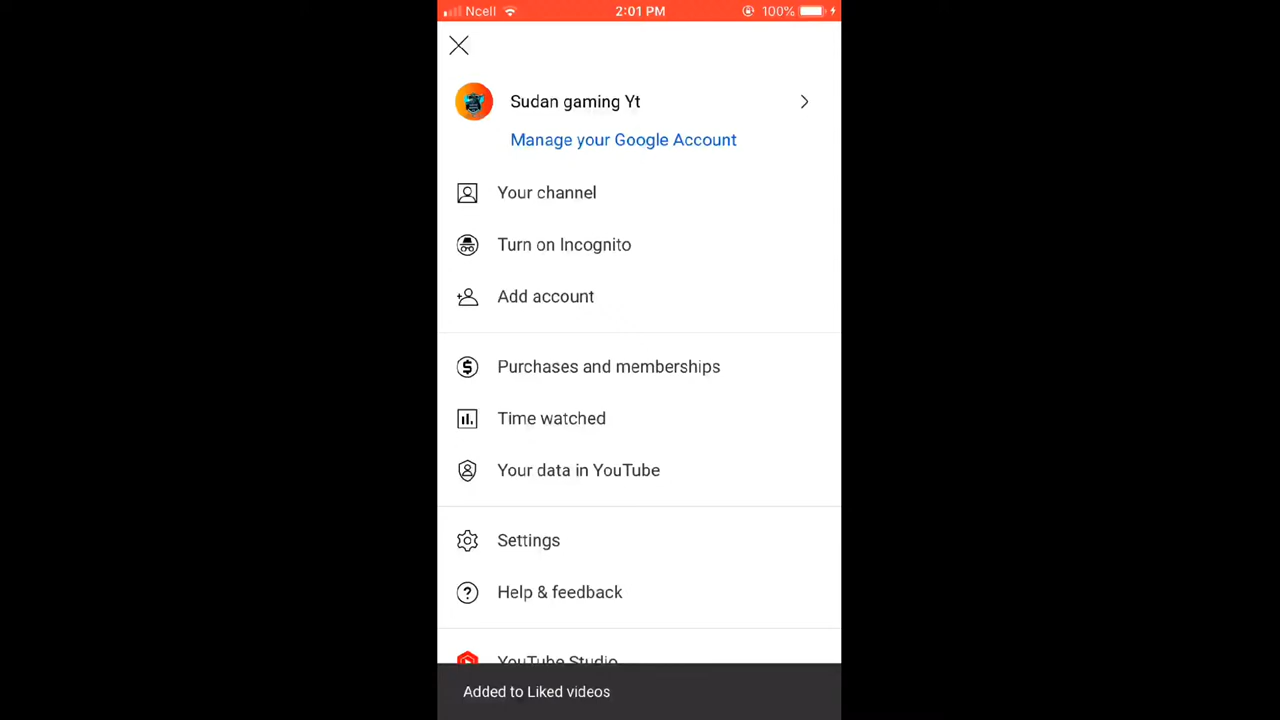 Ncell 2:01 PM 100%
Sudan gaming Yt
Manage your Google Account
Your channel
Turn on Incognito
Add account
Purchases and memberships
Time watched
Your data in YouTube
Settings
Help & feedback
YouTube Studio
Added to Liked videos